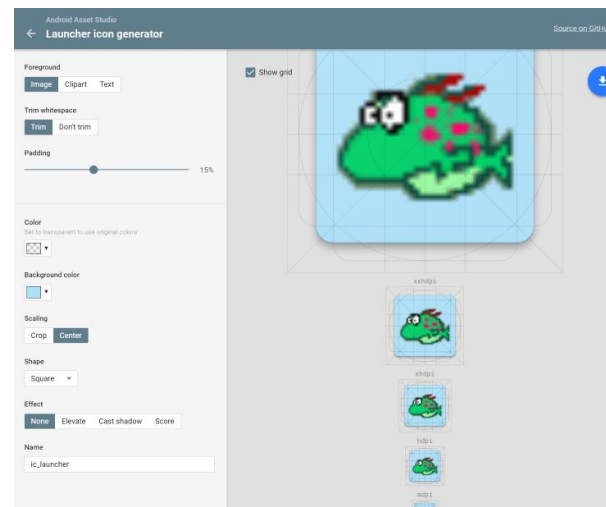 Android Asset Studio
Launcher icon generator
Source on GitHu
Foreground
Image Clipart Text
Trim whitespace
Trim Don't trim
Padding
15%
Color
Set to transparent to use original colors
Background color
Scaling
Crop Center
Shape
Square
Effect
None Elevate Cast shadow Score
Name
ic_launcher
Show grid
xxhdpi
xhdpi
hdpi
mdpi